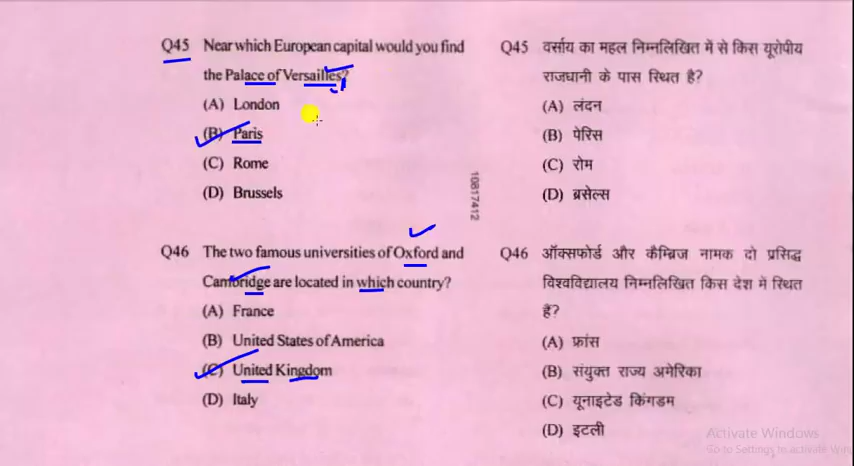 Q45 Near which European capital would you find
the Palace of Versailles?
(A) London
(B) Paris
(C) Rome
(D) Brussels
Q46 The two famous universities of Oxford and
Cambridge are located in which country?
(A) France
(B) United States of America
(C) United Kingdom
(D) Italy
10817412
Q45 वर्साय का महल निम्नलिखित में से किस यूरोपीय
राजधानी के पास स्थित है?
(A) लंदन
(B) पेरिस
(C) रोम
(D) ब्रसेल्स
Q46 ऑक्सफोर्ड और कैम्ब्रिज नामक दो प्रसिद्ध
विश्वविद्यालय निम्नलिखित किस देश में स्थित
हैं?
(A) फ्रांस
(B) संयुक्त राज्य अमेरिका
(C) यूनाइटेड किंगडम
(D) इटली
Activate Windows
Go to Settings to activate Win